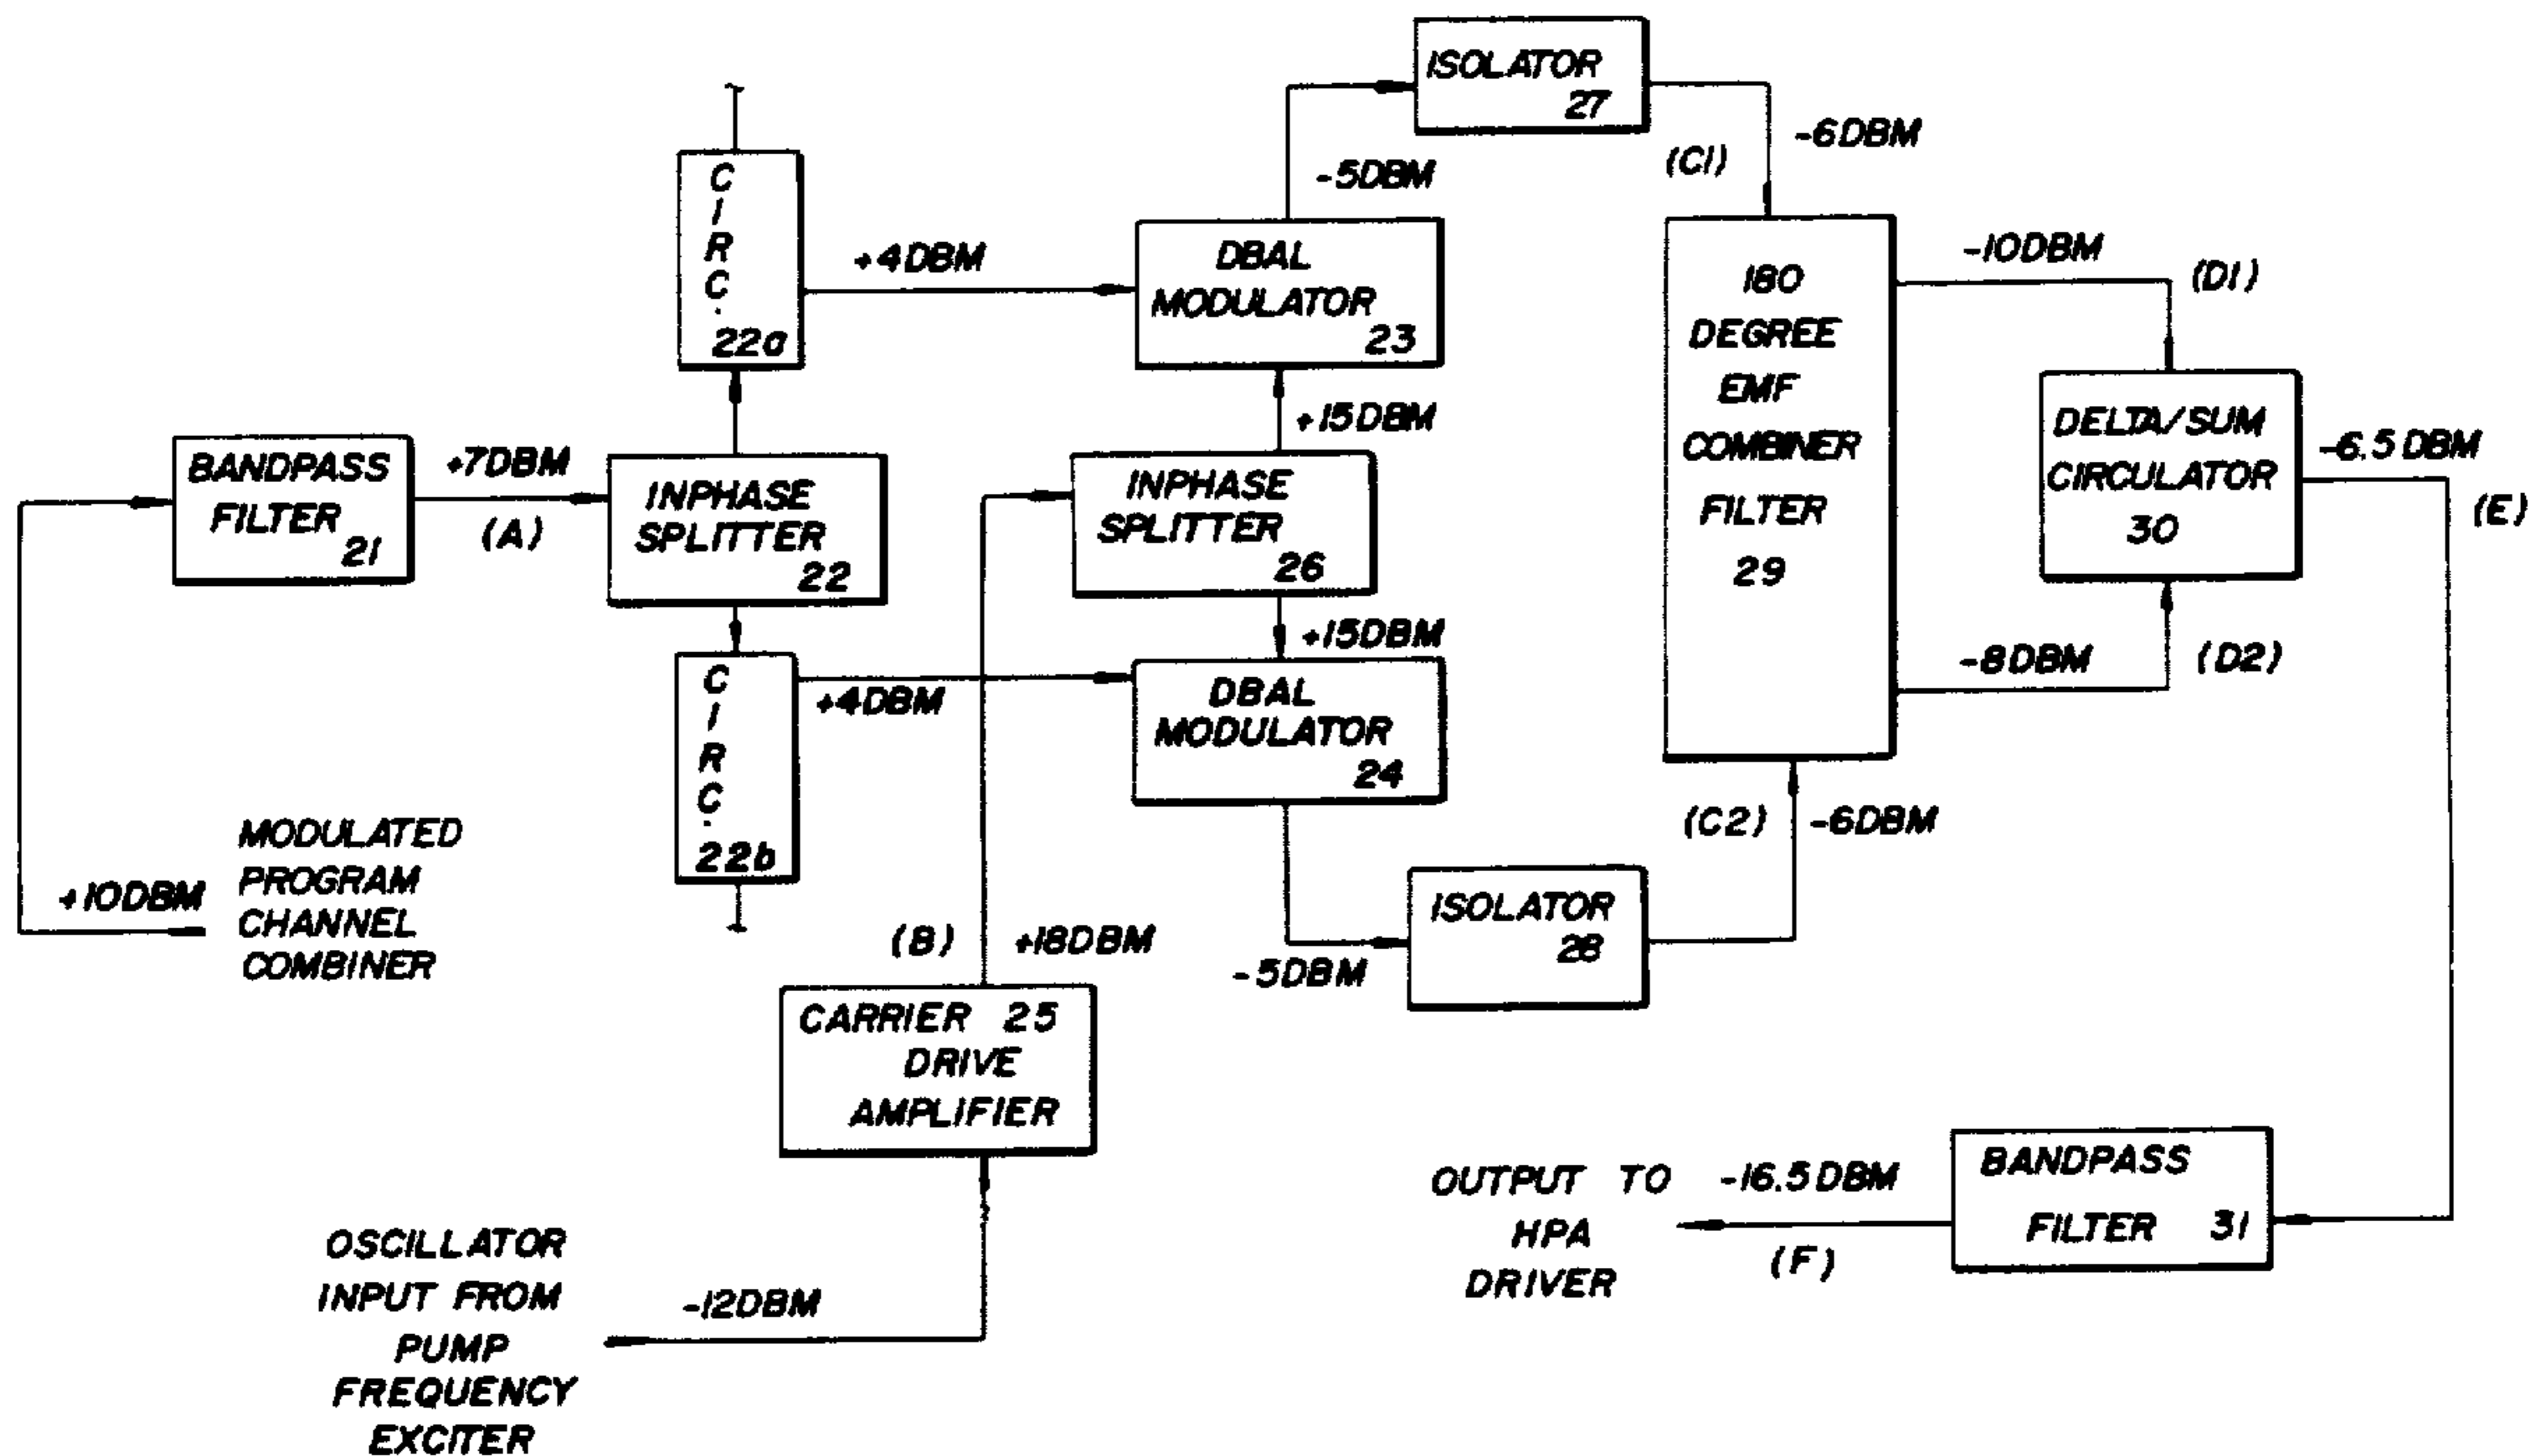 BANDPASS
FILTER
21
+7DBM
(A)
INPHASE
SPLITTER
22
C
I
R
C.
22a
C
I
R
C.
22b
+4DBM
+4DBM
DBAL
MODULATOR
23
-5DBM
ISOLATOR
27
(C1)
-6DBM
+15DBM
INPHASE
SPLITTER
26
+15DBM
DBAL
MODULATOR
24
-5DBM
ISOLATOR
28
(C2)
-6DBM
180
DEGREE
EMF
COMBINER
FILTER
29
-10DBM
(D1)
DELTA/SUM
CIRCULATOR
30
-8DBM
(D2)
-6.5DBM
(E)
+10DBM
MODULATED
PROGRAM
CHANNEL
COMBINER
(B)
+18DBM
CARRIER 25
DRIVE
AMPLIFIER
OSCILLATOR
INPUT FROM
PUMP
FREQUENCY
EXCITER
-12DBM
BANDPASS
FILTER 31
-16.5DBM
(F)
OUTPUT TO
HPA
DRIVER